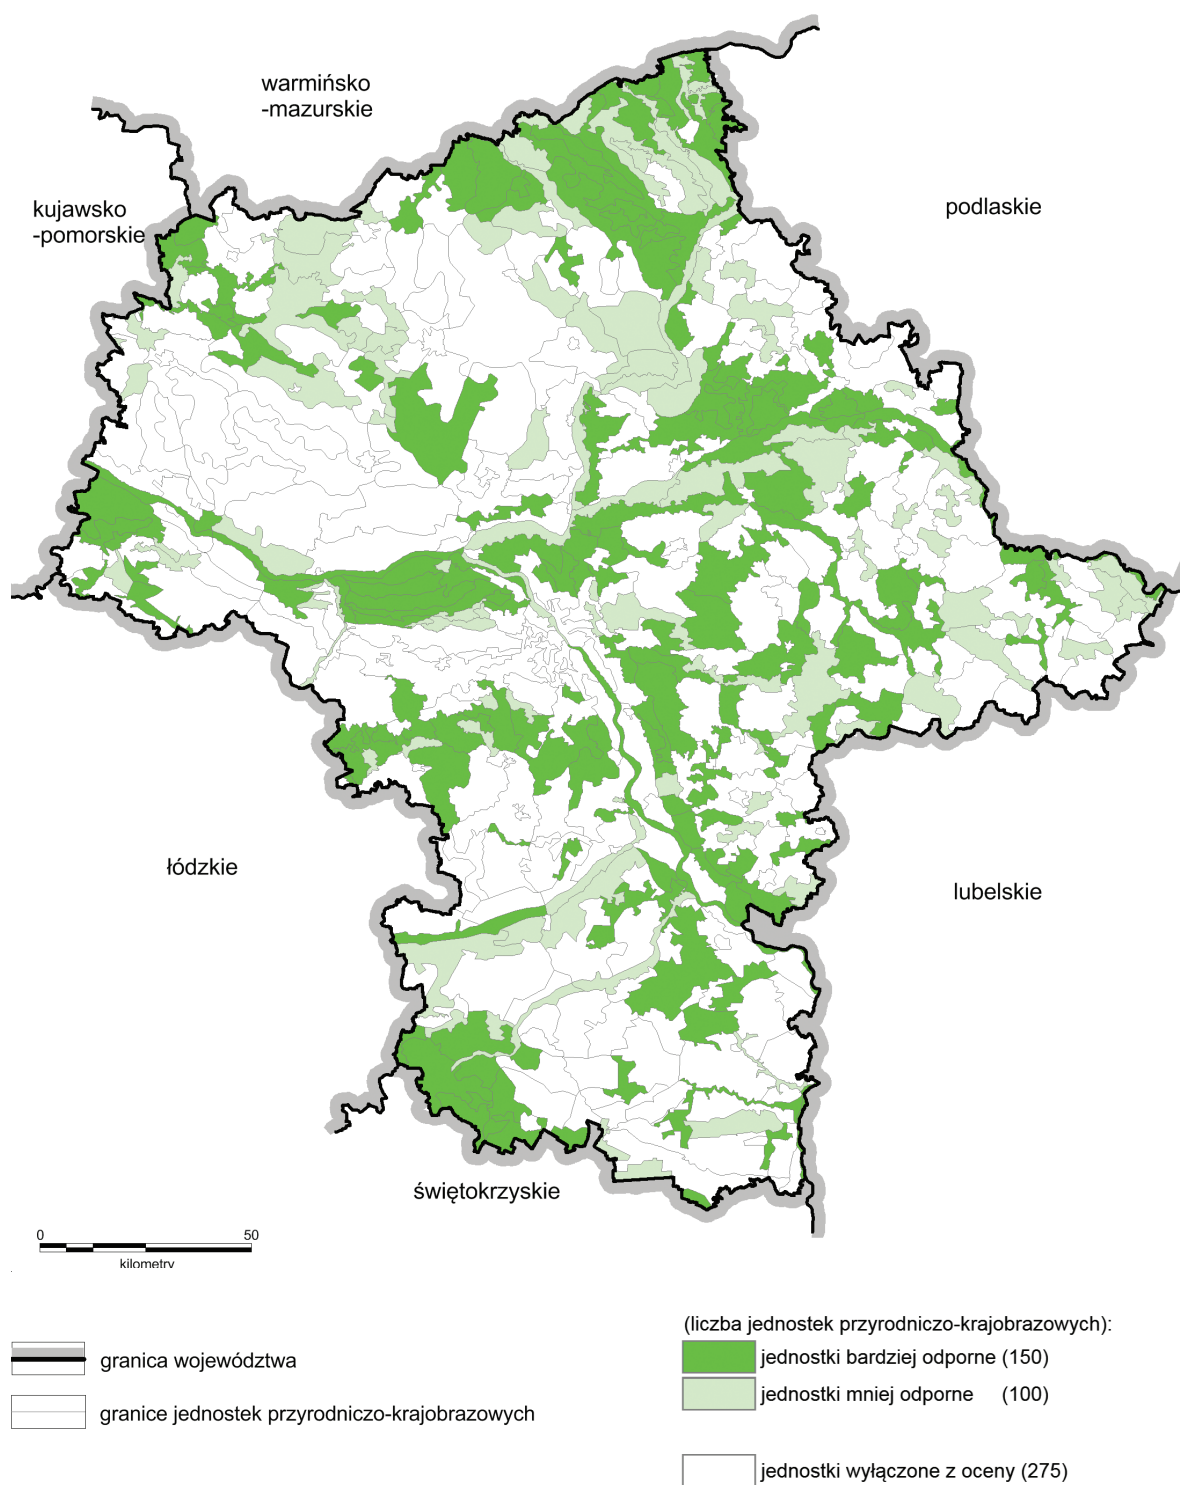 warmińsko
-mazurskie
kujawsko
-pomorskie
podlaskie
łódzkie
lubelskie
świętokrzyskie
0 50
kilometry
(liczba jednostek przyrodniczo-krajobrazowych):
granica województwa
jednostki bardziej odporne (150)
jednostki mniej odporne (100)
granice jednostek przyrodniczo-krajobrazowych
jednostki wyłączone z oceny (275)